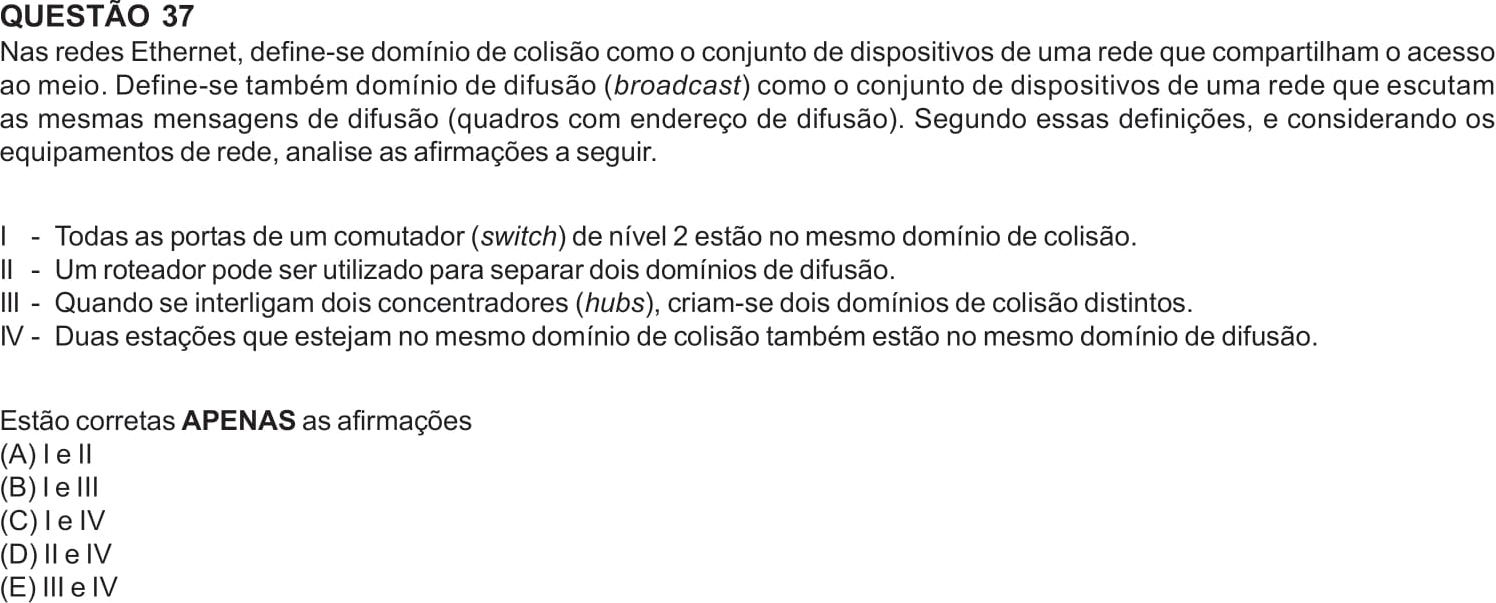 QUESTÃO 37
Nas redes Ethernet, define-se domínio de colisão como o conjunto de dispositivos de uma rede que compartilham o acesso
ao meio. Define-se também domínio de difusão (broadcast) como o conjunto de dispositivos de uma rede que escutam
as mesmas mensagens de difusão (quadros com endereço de difusão). Segundo essas definições, e considerando os
equipamentos de rede, analise as afirmações a seguir.
I - Todas as portas de um comutador (switch) de nível 2 estão no mesmo domínio de colisão.
II - Um roteador pode ser utilizado para separar dois domínios de difusão.
III - Quando se interligam dois concentradores (hubs), criam-se dois domínios de colisão distintos.
IV - Duas estações que estejam no mesmo domínio de colisão também estão no mesmo domínio de difusão.
Estão corretas APENAS as afirmações
(A) I e II
(B) I e III
(C) I e IV
(D) II e IV
(E) III e IV